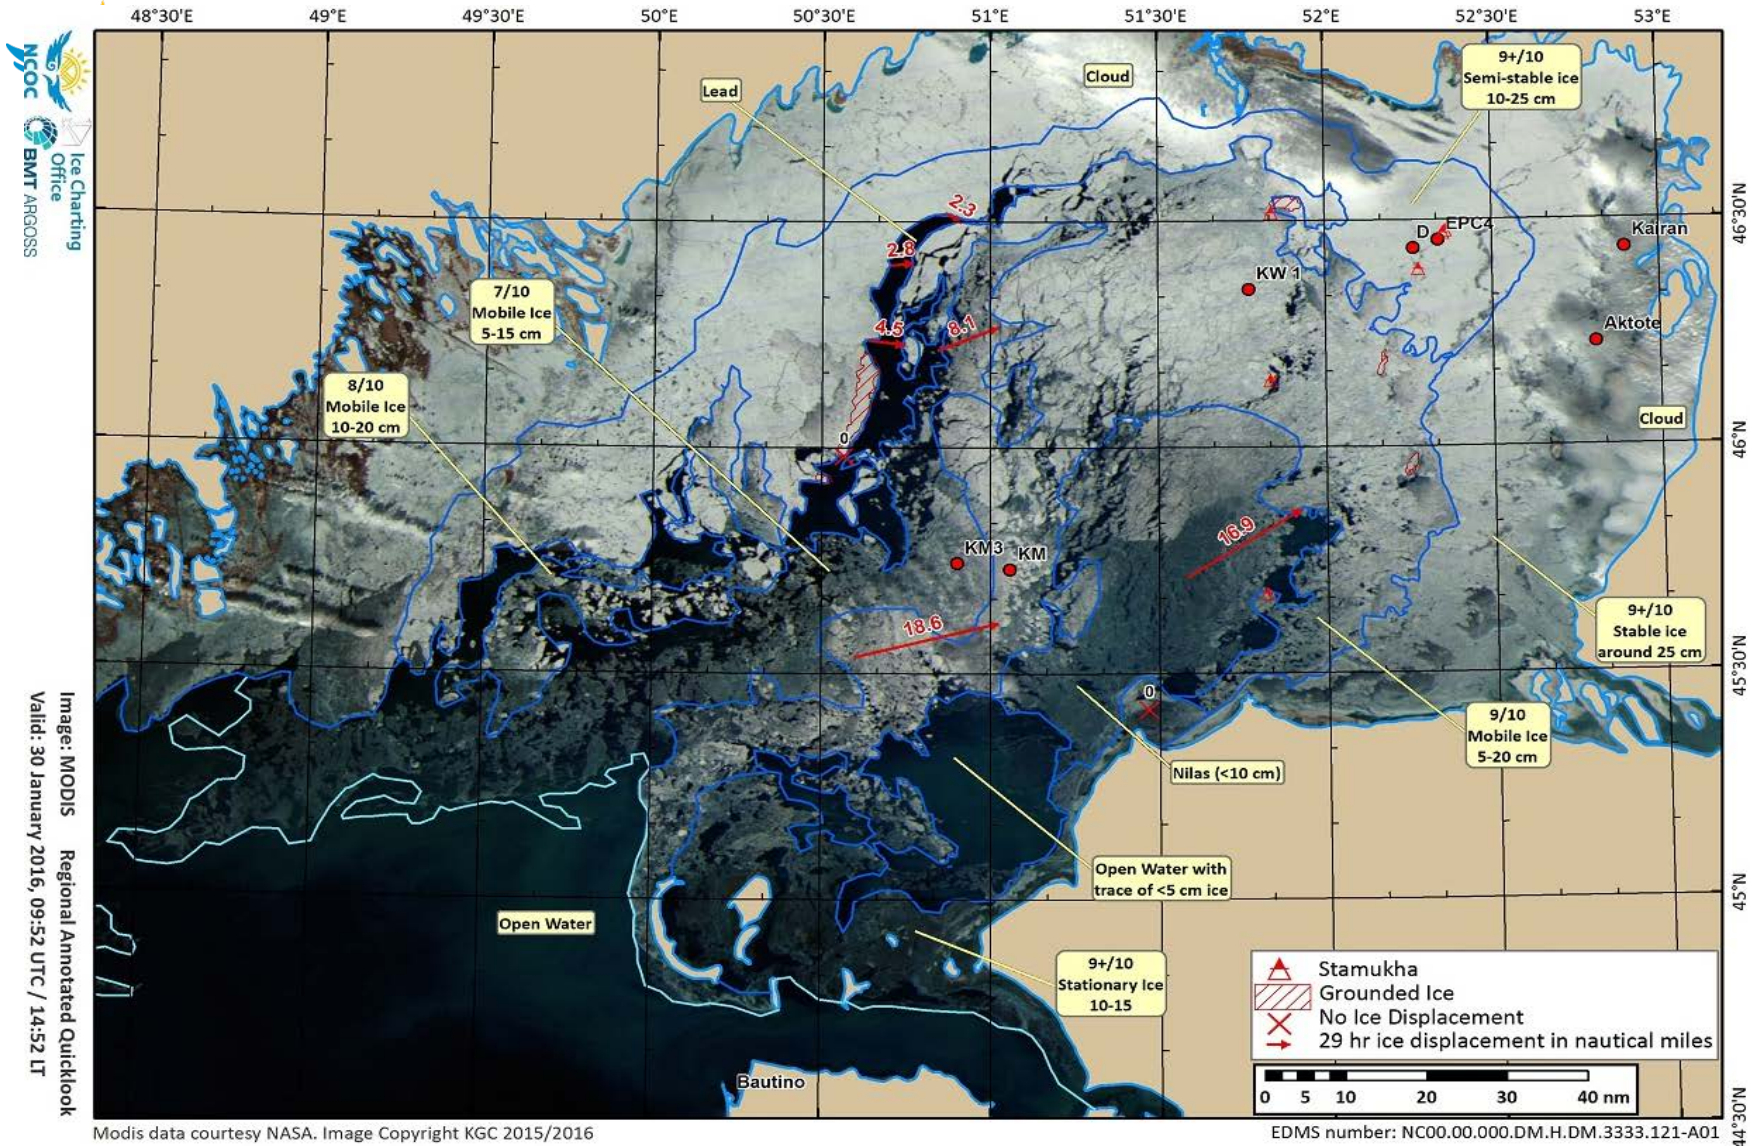 48°30'E 49°E 49°30'E 50°E 50°30'E 51°E 51°30'E 52°E 52°30'E 53°E
NCOC
BMT ARGOSS
Ice Charting
Office
Lead
Cloud
9+/10
Semi-stable ice
10-25 cm
46°30'N
2.3
2.8
D
EPC4
Kairan
KW 1
7/10
Mobile Ice
5-15 cm
4.5
8.1
Aktote
8/10
Mobile Ice
10-20 cm
Cloud
0
46°N
16.9
KM3
KM
18.6
9+/10
Stable ice
around 25 cm
45°30'N
0
9/10
Mobile Ice
5-20 cm
Nilas (<10 cm)
Open Water with
trace of <5 cm ice
45°N
Open Water
9+/10
Stationary Ice
10-15
Stamukha
Grounded Ice
No Ice Displacement
29 hr ice displacement in nautical miles
0 5 10 20 30 40 nm
Bautino
44°30'N
Image: MODIS Regional Annotated Quicklook
Valid: 30 January 2016, 09:52 UTC / 14:52 LT
Modis data courtesy NASA. Image Copyright KGC 2015/2016
EDMS number: NC00.00.000.DM.H.DM.3333.121-A01